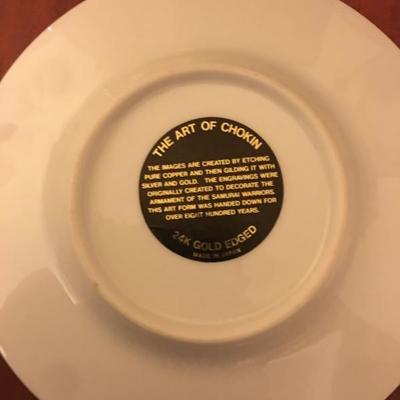 THE ART OF CHOKIN
THE IMAGES ARE CREATED BY ETCHING
PURE COPPER AND THEN GILDING IT WITH
SILVER AND GOLD. THE ENGRAVINGS WERE
ORIGINALLY CREATED TO DECORATE THE
ARMAMENT OF THE SAMURAI WARRIORS.
THIS ART FORM WAS HANDED DOWN FOR
OVER EIGHT HUNDRED YEARS.
24K GOLD EDGED
MADE IN JAPAN